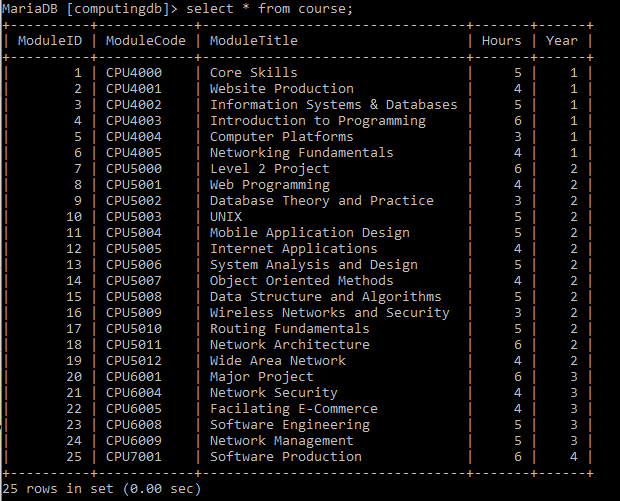 MariaDB [computingdb]> select * from course;
+----------+------------+---------------------------------+-------+------+
| ModuleID | ModuleCode | ModuleTitle                     | Hours | Year |
+----------+------------+---------------------------------+-------+------+
|        1 | CPU4000    | Core Skills                     |     5 |    1 |
|        2 | CPU4001    | Website Production              |     4 |    1 |
|        3 | CPU4002    | Information Systems & Databases |     5 |    1 |
|        4 | CPU4003    | Introduction to Programming     |     6 |    1 |
|        5 | CPU4004    | Computer Platforms              |     3 |    1 |
|        6 | CPU4005    | Networking Fundamentals         |     4 |    1 |
|        7 | CPU5000    | Level 2 Project                 |     6 |    2 |
|        8 | CPU5001    | Web Programming                 |     4 |    2 |
|        9 | CPU5002    | Database Theory and Practice    |     3 |    2 |
|       10 | CPU5003    | UNIX                            |     5 |    2 |
|       11 | CPU5004    | Mobile Application Design       |     5 |    2 |
|       12 | CPU5005    | Internet Applications           |     4 |    2 |
|       13 | CPU5006    | System Analysis and Design      |     5 |    2 |
|       14 | CPU5007    | Object Oriented Methods         |     4 |    2 |
|       15 | CPU5008    | Data Structure and Algorithms   |     5 |    2 |
|       16 | CPU5009    | Wireless Networks and Security  |     3 |    2 |
|       17 | CPU5010    | Routing Fundamentals            |     5 |    2 |
|       18 | CPU5011    | Network Architecture            |     6 |    2 |
|       19 | CPU5012    | Wide Area Network               |     4 |    2 |
|       20 | CPU6001    | Major Project                   |     6 |    3 |
|       21 | CPU6004    | Network Security                |     4 |    3 |
|       22 | CPU6005    | Facilating E-Commerce           |     4 |    3 |
|       23 | CPU6008    | Software Engineering            |     5 |    3 |
|       24 | CPU6009    | Network Management              |     5 |    3 |
|       25 | CPU7001    | Software Production             |     6 |    4 |
+----------+------------+---------------------------------+-------+------+
25 rows in set (0.00 sec)